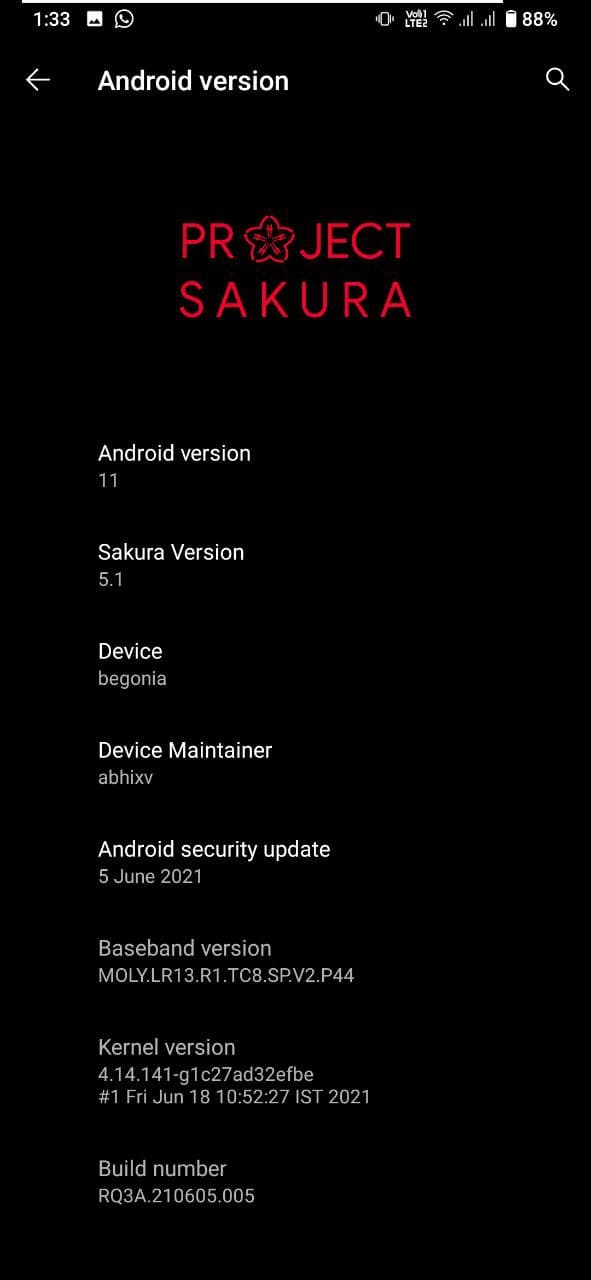 1:33
Vo))1
LTE2
88%
Android version
PROJECT
SAKURA
Android version
11
Sakura Version
5.1
Device
begonia
Device Maintainer
abhixv
Android security update
5 June 2021
Baseband version
MOLY.LR13.R1.TC8.SP.V2.P44
Kernel version
4.14.141-g1c27ad32efbe
#1 Fri Jun 18 10:52:27 IST 2021
Build number
RQ3A.210605.005